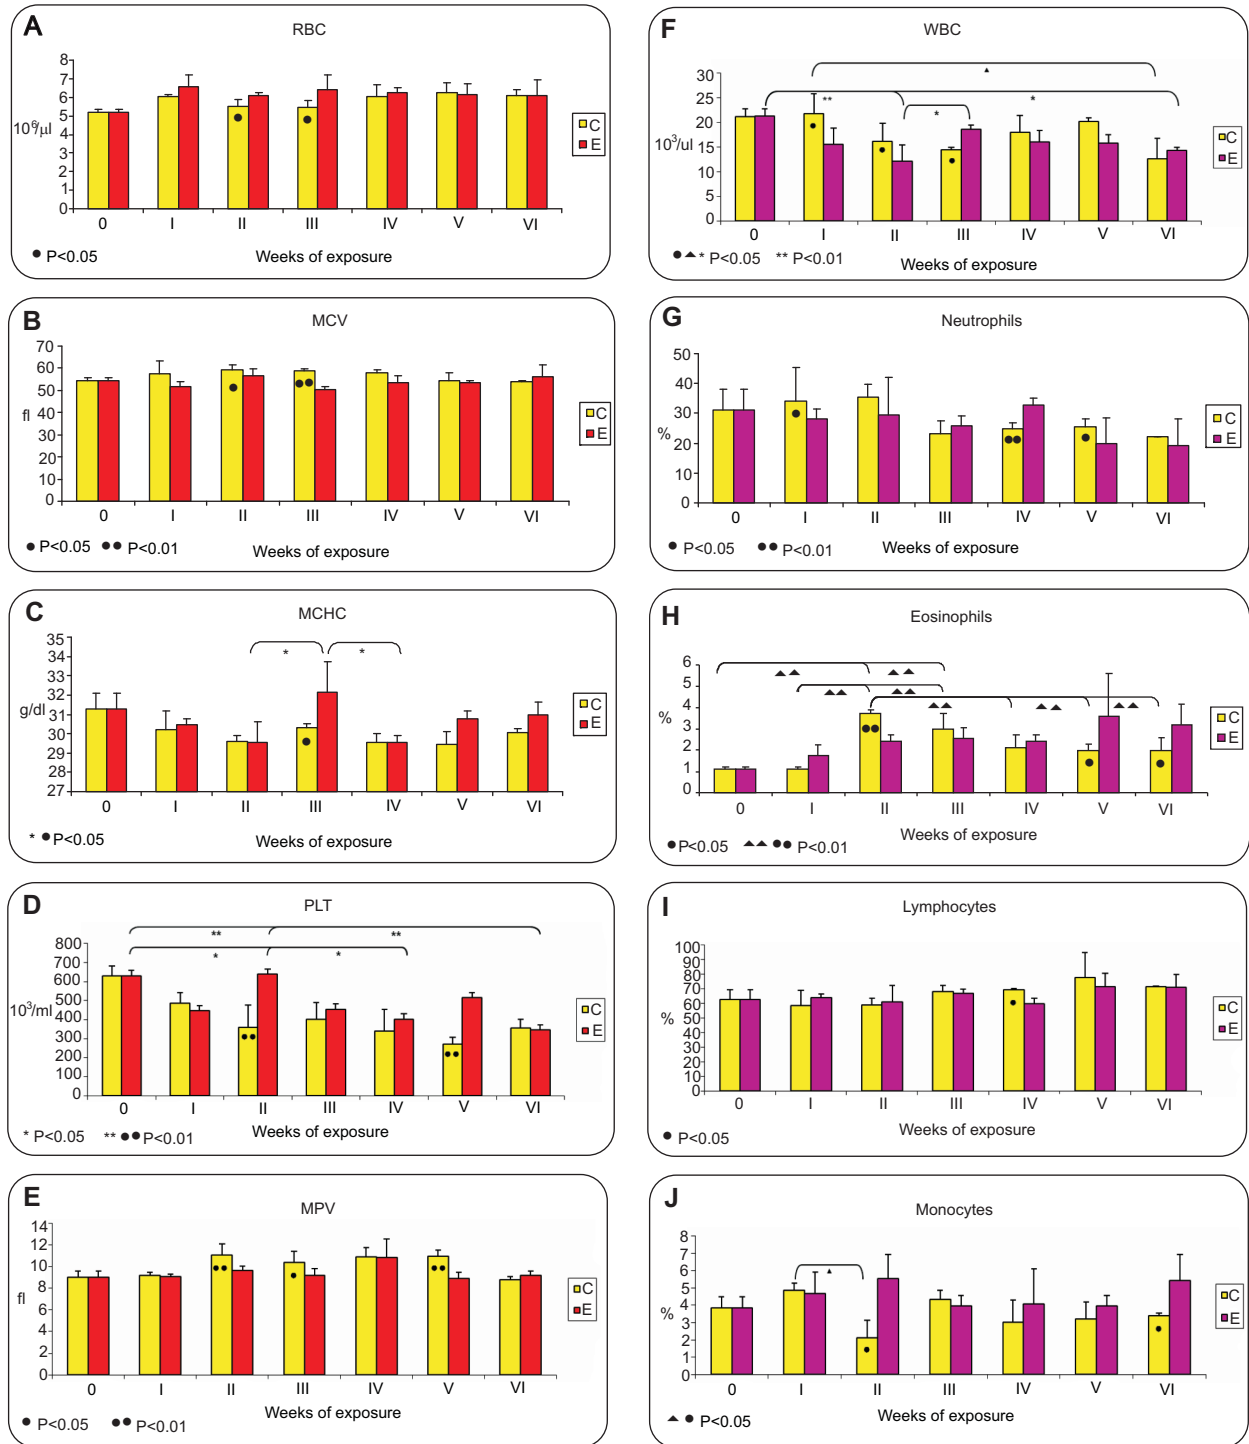 A
RBC
8
7
6
5
10⁶/µl
4
3
2
1
0
0 I II III IV V VI
C
E
● P<0.05
Weeks of exposure
B
MCV
70
60
50
fl
40
30
20
10
0
0 I II III IV V VI
C
E
● P<0.05 ●● P<0.01
Weeks of exposure
C
MCHC
35
34
33
32
g/dl
31
30
29
28
27
* *
0 I II III IV V VI
C
E
* ● P<0.05
Weeks of exposure
D
PLT
** **
* *
800
700
600
500
10³/ml
400
300
200
100
0
0 I II III IV V VI
C
E
* P<0.05 ** ●● P<0.01
Weeks of exposure
E
MPV
14
12
10
8
fl
6
4
2
0
0 I II III IV V VI
C
E
● P<0.05 ●● P<0.01
Weeks of exposure
F
WBC
▲
** * *
30
25
20
15
10³/ul
10
5
0
0 I II III IV V VI
C
E
●▲* P<0.05 ** P<0.01
Weeks of exposure
G
Neutrophils
50
40
30
20
%
10
0
0 I II III IV V VI
C
E
● P<0.05 ●● P<0.01
Weeks of exposure
H
Eosinophils
▲▲ ▲▲
▲▲ ▲▲
▲▲ ▲▲ ▲▲
6
5
4
3
%
2
1
0
0 I II III IV V VI
C
E
Weeks of exposure
● P<0.05 ▲▲ ●● P<0.01
I
Lymphocytes
100
90
80
70
60
50
%
40
30
20
10
0
0 I II III IV V VI
C
E
Weeks of exposure
● P<0.05
J
Monocytes
▲
8
7
6
5
4
%
3
2
1
0
0 I II III IV V VI
C
E
▲ ● P<0.05
Weeks of exposure